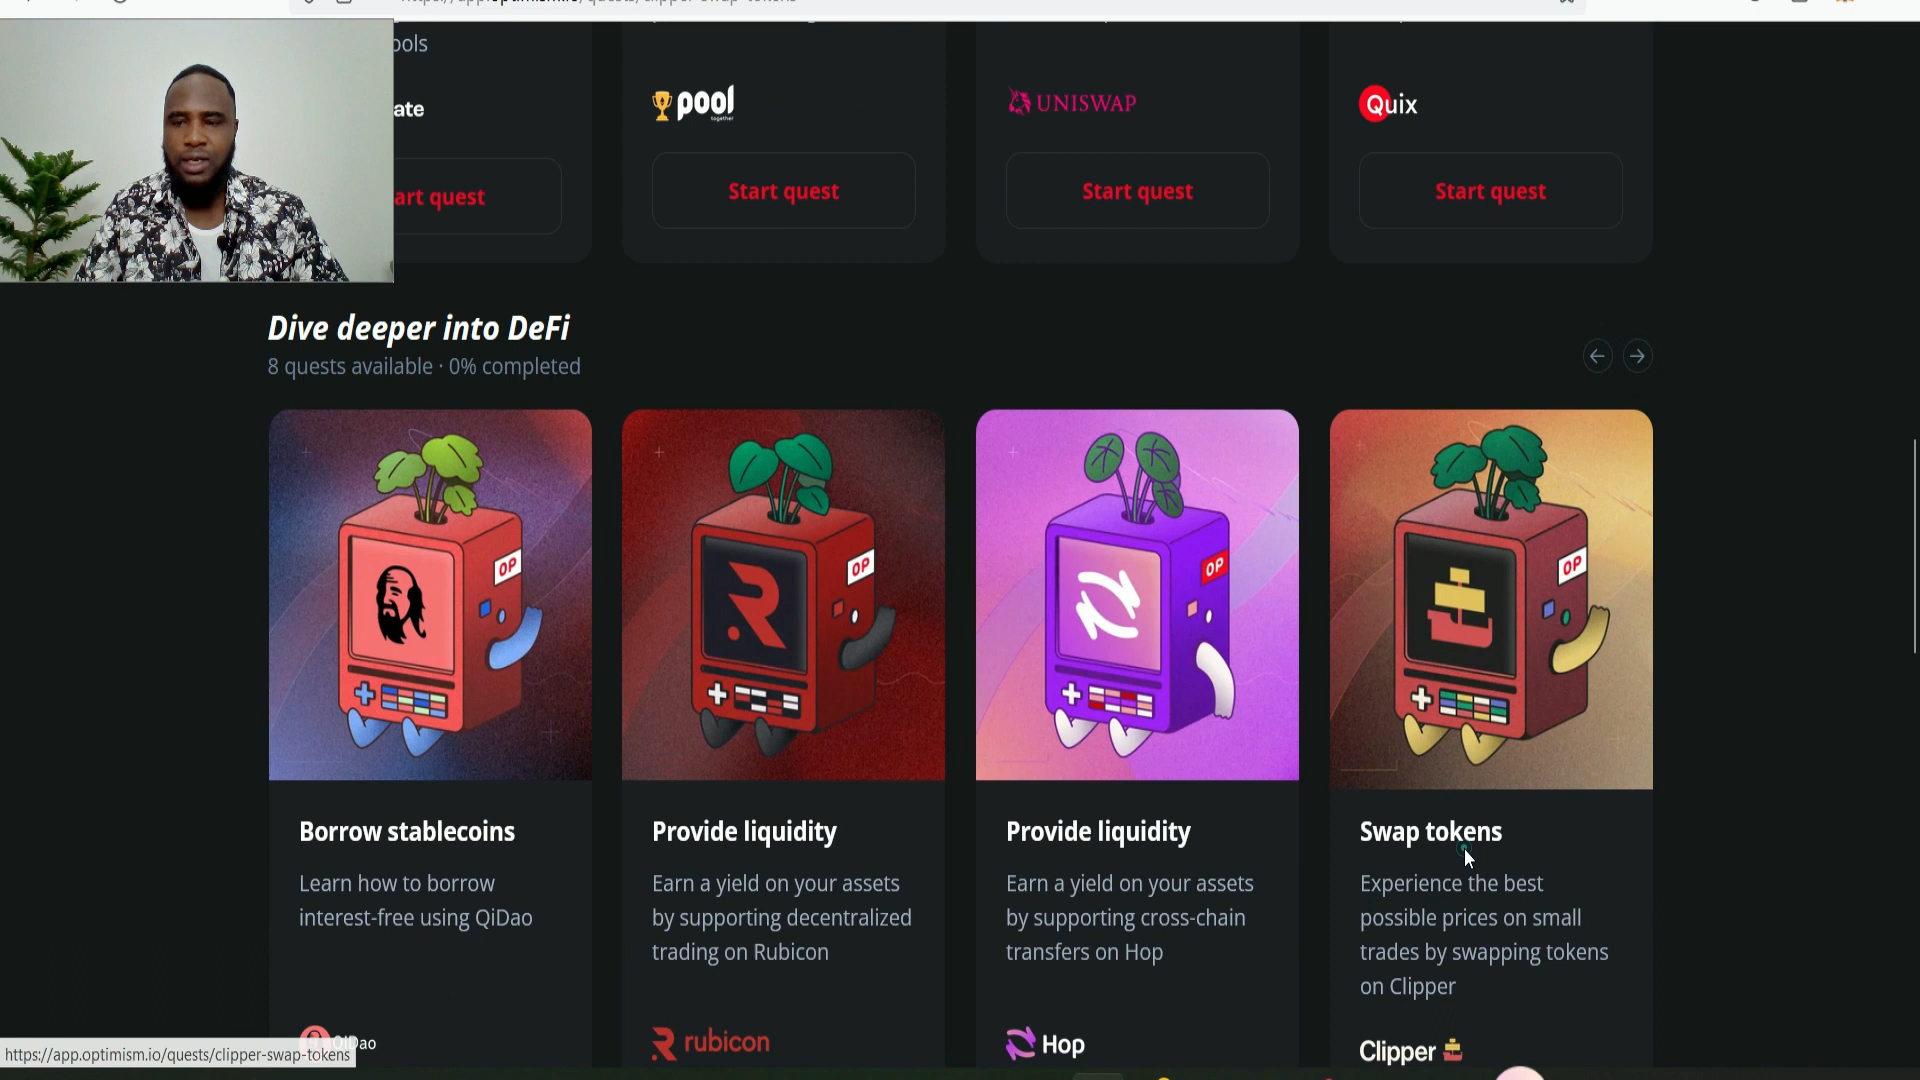 ools
ate
pool
together
UNISWAP
Quix
art quest
Start quest
Start quest
Start quest
Dive deeper into DeFi
8 quests available · 0% completed
OP
OP
OP
OP
Borrow stablecoins
Learn how to borrow
interest-free using QiDao
Provide liquidity
Earn a yield on your assets
by supporting decentralized
trading on Rubicon
Provide liquidity
Earn a yield on your assets
by supporting cross-chain
transfers on Hop
Swap tokens
Experience the best
possible prices on small
trades by swapping tokens
on Clipper
QiDao
rubicon
Hop
Clipper
https://app.optimism.io/quests/clipper-swap-tokens